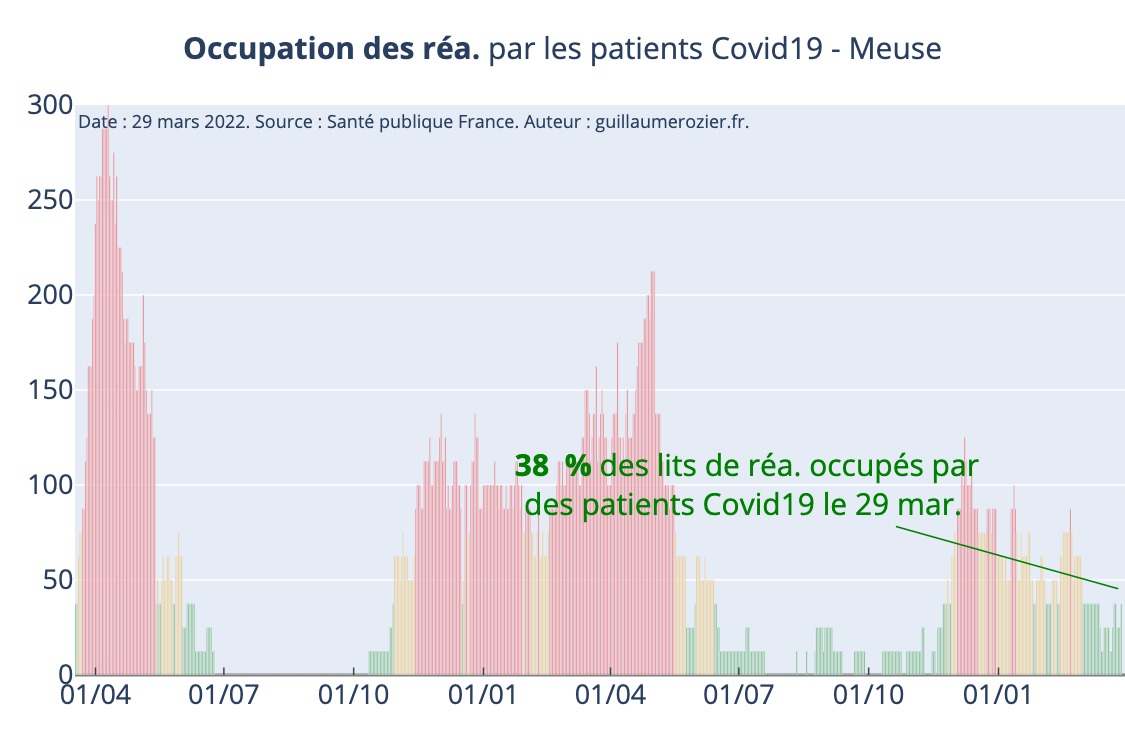 Occupation des réa. par les patients Covid19 - Meuse
300
Date : 29 mars 2022. Source : Santé publique France. Auteur : guillaumerozier.fr.
250
200
150
38 % des lits de réa. occupés par
100
des patients Covid19 le 29 mar.
50
0
01/04 01/07 01/10 01/01 01/04 01/07 01/10 01/01